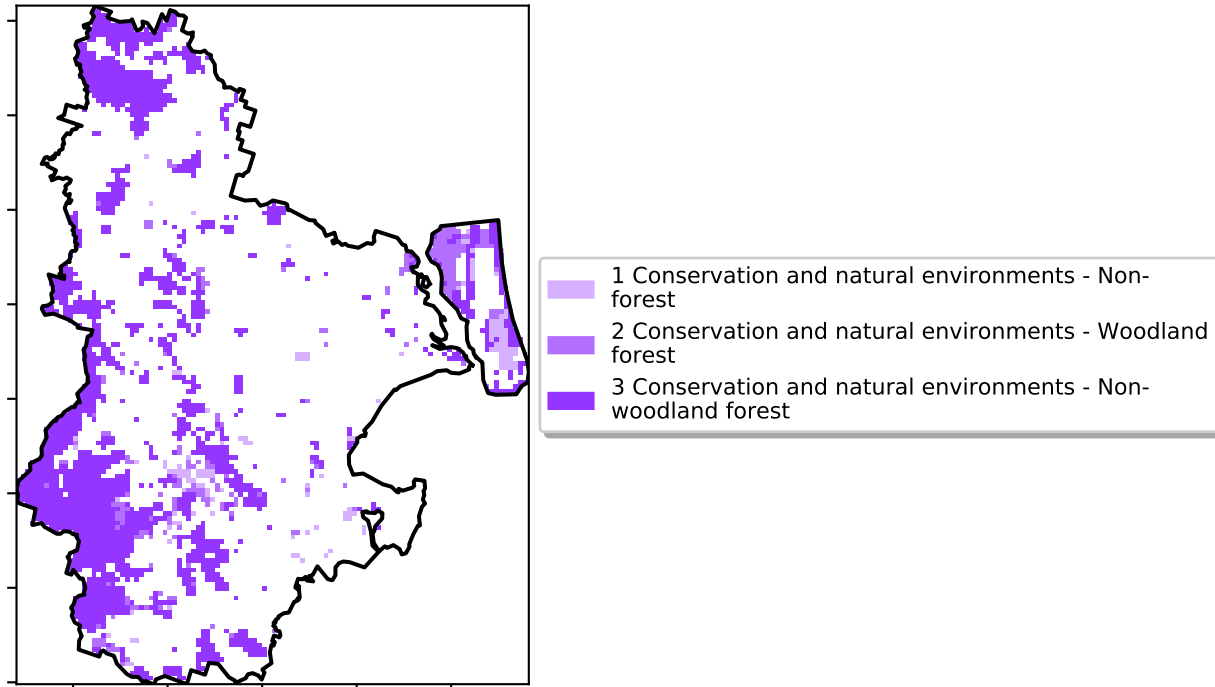 1 Conservation and natural environments - Non-
forest
2 Conservation and natural environments - Woodland
forest
3 Conservation and natural environments - Non-
woodland forest